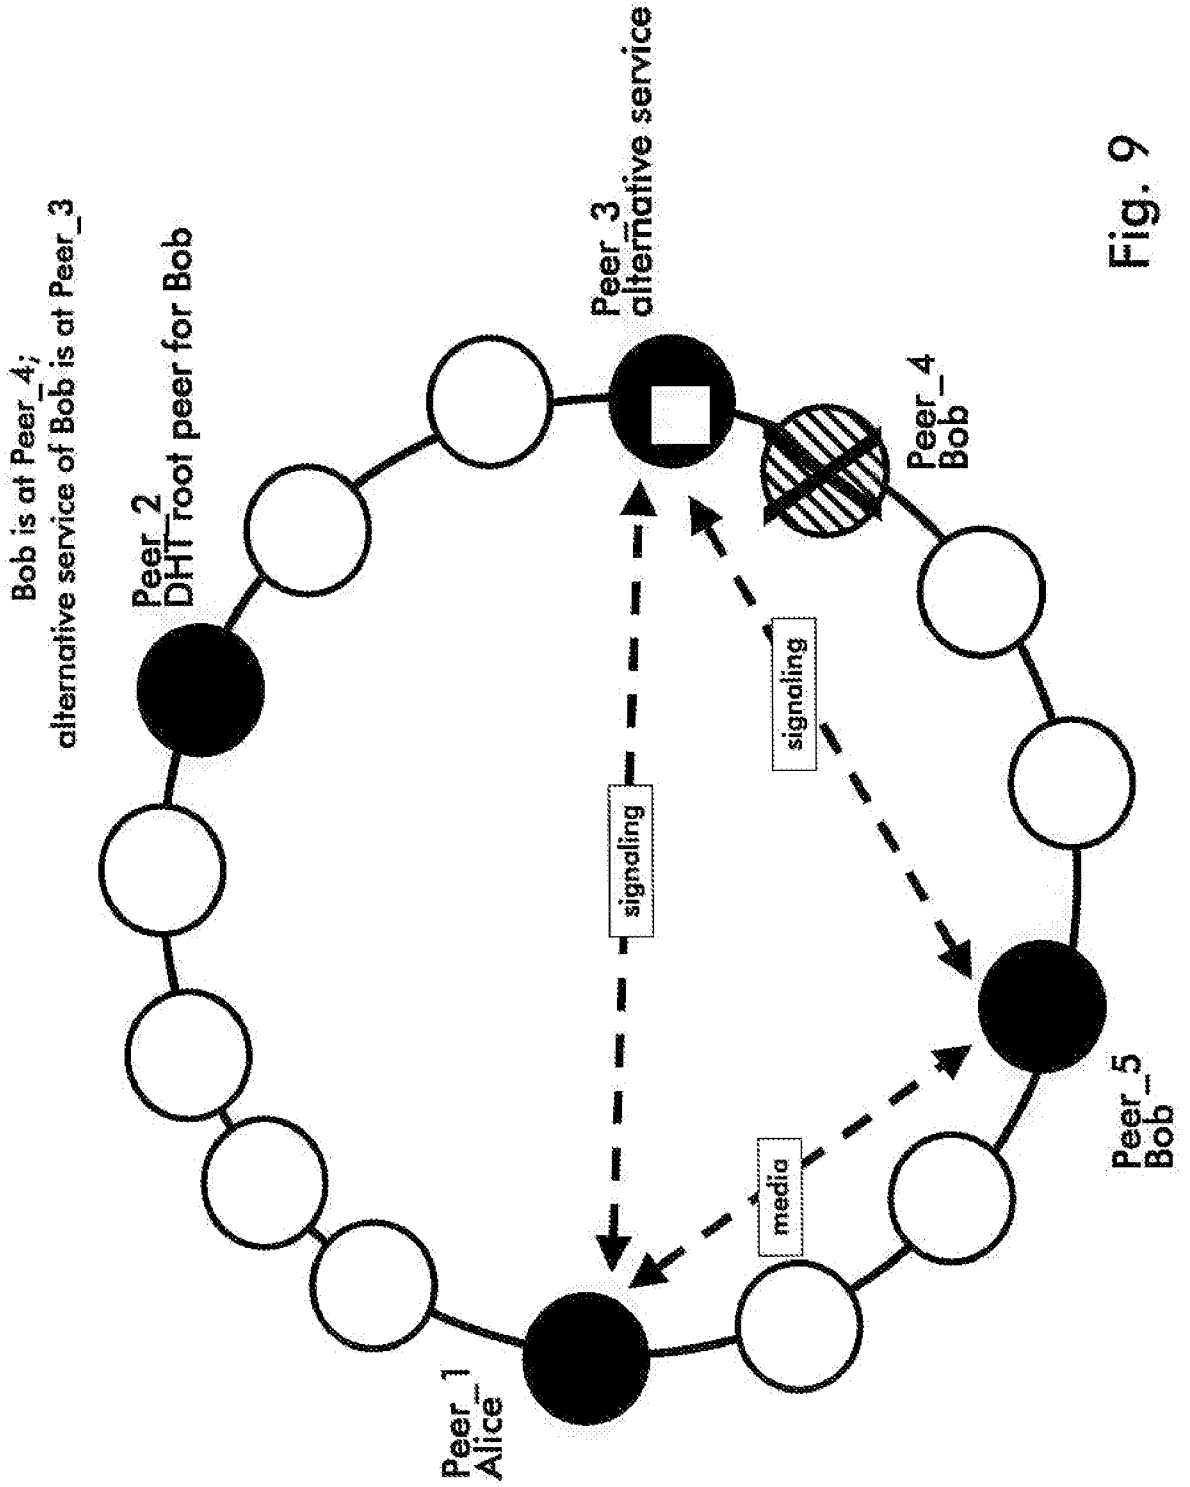 Bob is at Peer_4;
alternative service of Bob is at Peer_3
Peer_2
DHT root peer for Bob
Peer_3
alternative service
Peer_4
Bob
signaling
signaling
media
Peer_1
Alice
Peer_5
Bob
Fig. 9